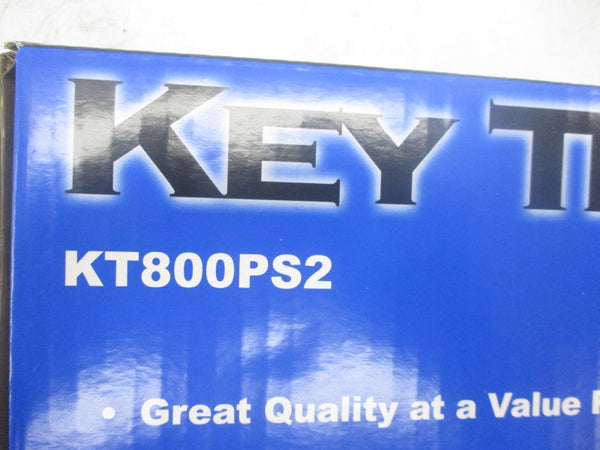 KEY
KT800PS2
• Great Quality at a Value